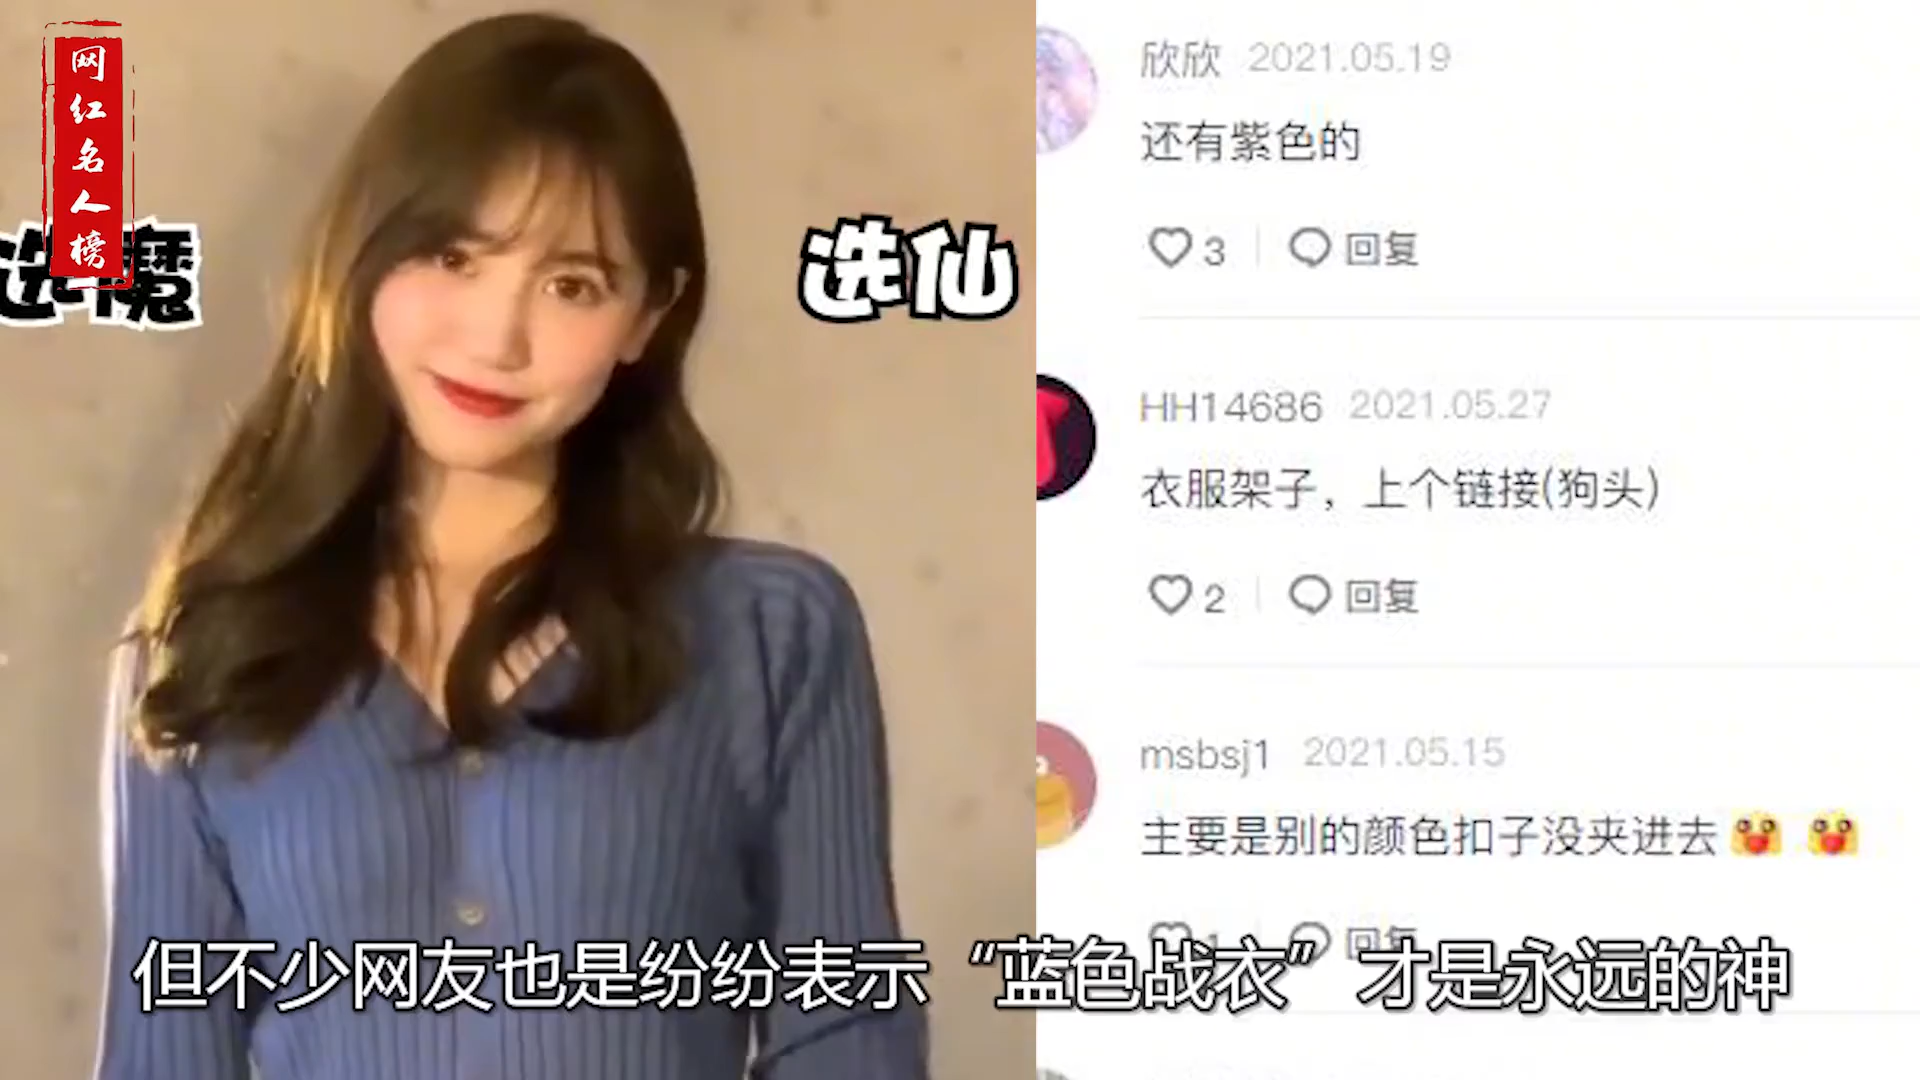 网红名人榜
选魔
选仙
欣欣 2021.05.19
还有紫色的
3 回复
HH14686 2021.05.27
衣服架子，上个链接(狗头)
2 回复
msbsj1 2021.05.15
主要是别的颜色扣子没夹进去
1 回复
但不少网友也是纷纷表示“蓝色战衣”才是永远的神